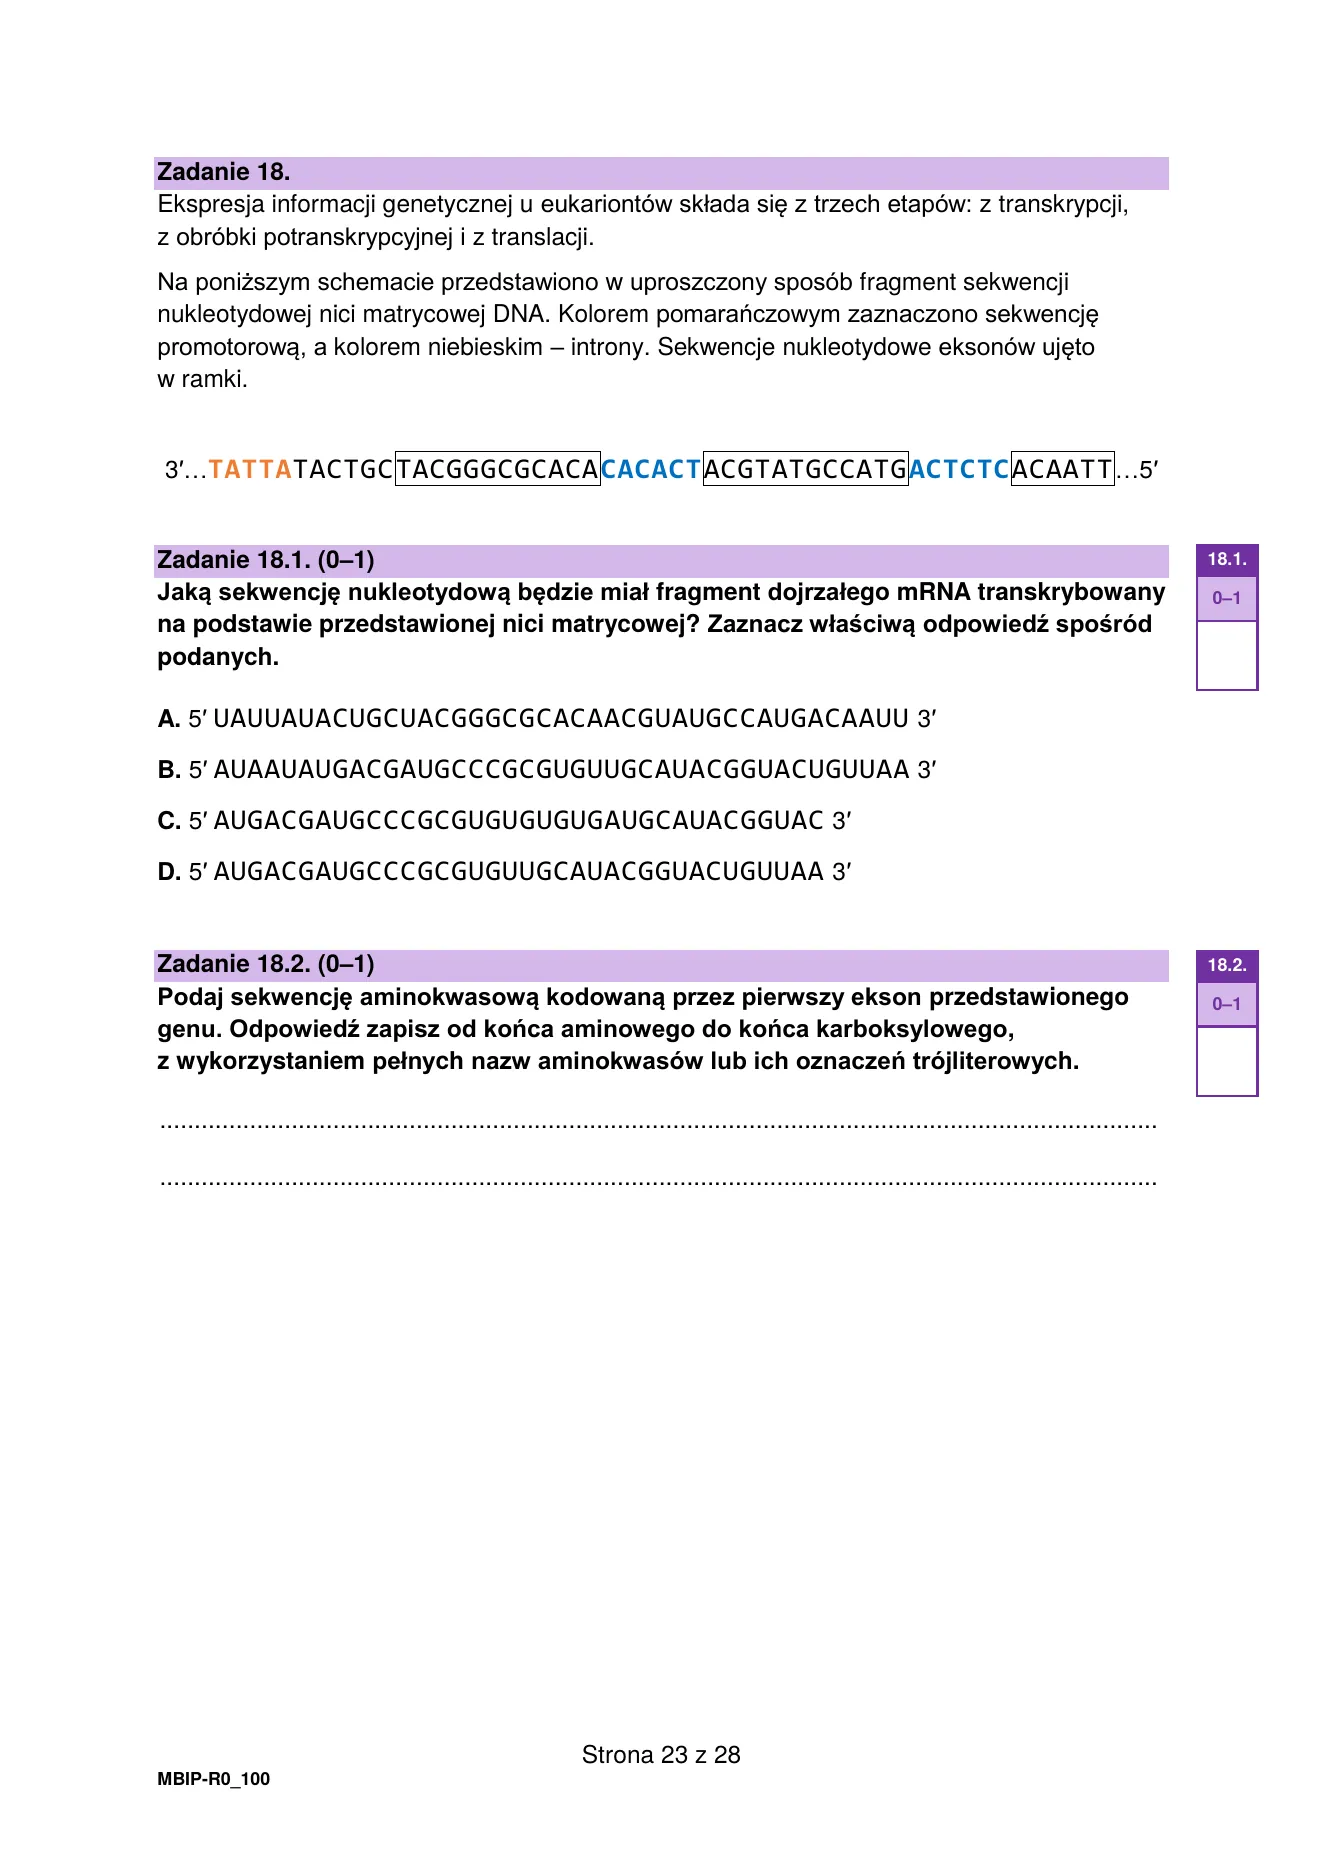 Zadanie 18.
Ekspresja informacji genetycznej u eukariontów składa się z trzech etapów: z transkrypcji,
z obróbki potranskrypcyjnej i z translacji.
Na poniższym schemacie przedstawiono w uproszczony sposób fragment sekwencji
nukleotydowej nici matrycowej DNA. Kolorem pomarańczowym zaznaczono sekwencję
promotorową, a kolorem niebieskim – introny. Sekwencje nukleotydowe eksonów ujęto
w ramki.
3′…TATTATACTGCTACGGGCGCACACACACTACGTATGCCATGACTCTCACAATT…5′
Zadanie 18.1. (0–1)
18.1.
Jaką sekwencję nukleotydową będzie miał fragment dojrzałego mRNA transkrybowany
0–1
na podstawie przedstawionej nici matrycowej? Zaznacz właściwą odpowiedź spośród
podanych.
A. 5′ UAUUAUACUGCUACGGGCGCACAACGUAUGCCAUGACAAUU 3′
B. 5′ AUAAUAUGACGAUGCCCGCGUGUUGCAUACGGUACUGUUAA 3′
C. 5′ AUGACGAUGCCCGCGUGUGUGUGAUGCAUACGGUAC 3′
D. 5′ AUGACGAUGCCCGCGUGUUGCAUACGGUACUGUUAA 3′
Zadanie 18.2. (0–1)
18.2.
Podaj sekwencję aminokwasową kodowaną przez pierwszy ekson przedstawionego
0–1
genu. Odpowiedź zapisz od końca aminowego do końca karboksylowego,
z wykorzystaniem pełnych nazw aminokwasów lub ich oznaczeń trójliterowych.
Strona 23 z 28
MBIP-R0_100